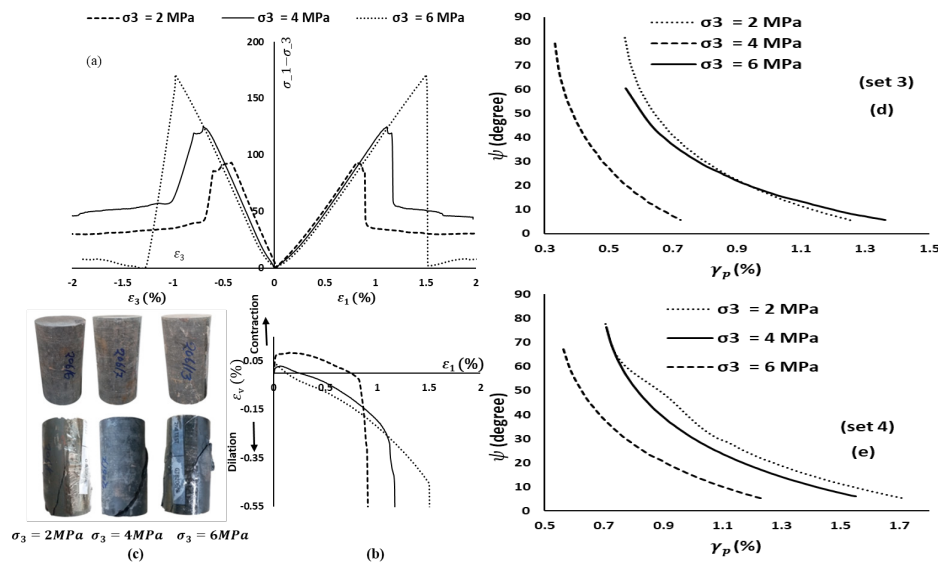 σ3 = 2 MPa σ3 = 4 MPa σ3 = 6 MPa
(a)
σ_1−σ_3
200
150
100
50
0
ε₃
-2 -1.5 -1 -0.5 0 0.5 1 1.5 2
ε₃ (%) ε₁ (%)
Contraction
Dilation
εᵥ (%)
0.05
-0.15
-0.35
-0.55
ε₁ (%)
0 0.5 1 1.5 2
σ₃ = 2MPa σ₃ = 4MPa σ₃ = 6MPa
(c) (b)
σ3 = 2 MPa
σ3 = 4 MPa
σ3 = 6 MPa
(set 3)
(d)
ψ (degree)
90
80
70
60
50
40
30
20
10
0
0.3 0.5 0.7 0.9 1.1 1.3 1.5
γₚ (%)
σ3 = 2 MPa
σ3 = 4 MPa
σ3 = 6 MPa
(set 4)
(e)
ψ (degree)
90
80
70
60
50
40
30
20
10
0
0.5 0.7 0.9 1.1 1.3 1.5 1.7
γₚ (%)